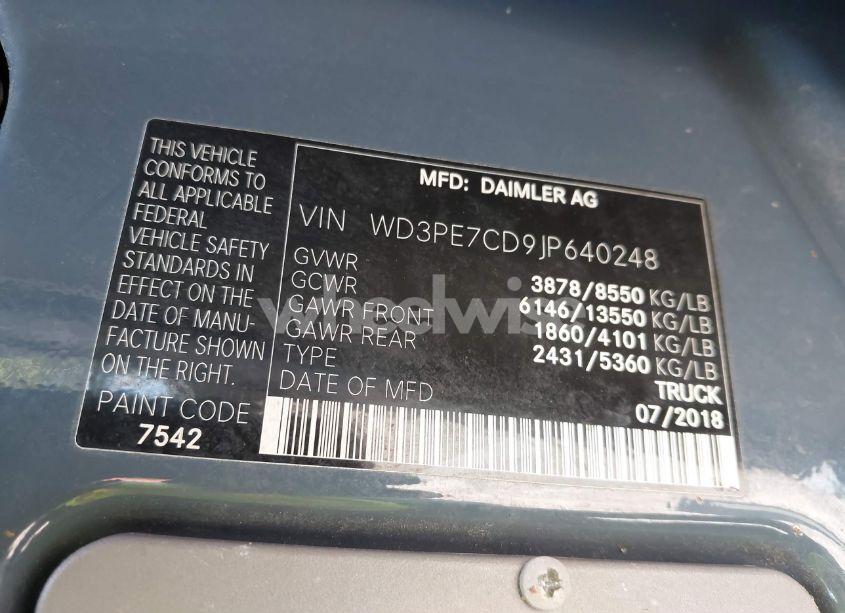 THIS VEHICLE
CONFORMS TO
ALL APPLICABLE
FEDERAL
VEHICLE SAFETY
STANDARDS IN
EFFECT ON THE
DATE OF MANU-
FACTURE SHOWN
ON THE RIGHT.
PAINT CODE
7542
MFD: DAIMLER AG
VIN WD3PE7CD9JP640248
GVWR 3878/8550 KG/LB
GCWR 6146/13550 KG/LB
GAWR FRONT 1860/4101 KG/LB
GAWR REAR 2431/5360 KG/LB
TYPE TRUCK
DATE OF MFD 07/2018
wheelwise